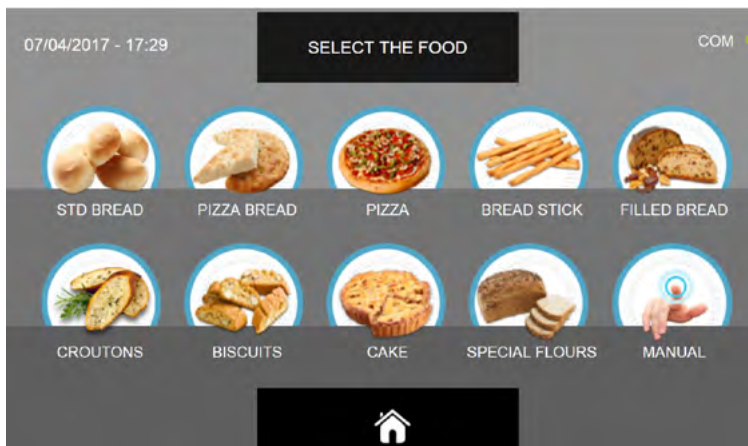 07/04/2017 - 17:29
SELECT THE FOOD
COM
STD BREAD
PIZZA BREAD
PIZZA
BREAD STICK
FILLED BREAD
CROUTONS
BISCUITS
CAKE
SPECIAL FLOURS
MANUAL